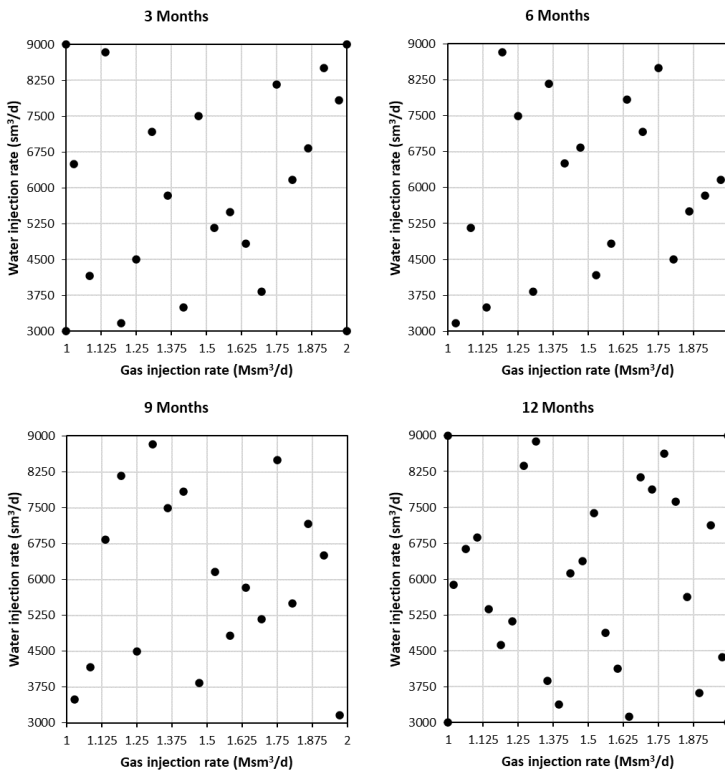 3 Months
Water injection rate (sm³/d)
9000
8250
7500
6750
6000
5250
4500
3750
3000
1 1.125 1.25 1.375 1.5 1.625 1.75 1.875 2
Gas injection rate (Msm³/d)
6 Months
Water injection rate (sm³/d)
9000
8250
7500
6750
6000
5250
4500
3750
3000
1 1.125 1.25 1.375 1.5 1.625 1.75 1.875
Gas injection rate (Msm³/d)
9 Months
Water injection rate (sm³/d)
9000
8250
7500
6750
6000
5250
4500
3750
3000
1 1.125 1.25 1.375 1.5 1.625 1.75 1.875 2
Gas injection rate (Msm³/d)
12 Months
Water injection rate (sm³/d)
9000
8250
7500
6750
6000
5250
4500
3750
3000
1 1.125 1.25 1.375 1.5 1.625 1.75 1.875
Gas injection rate (Msm³/d)